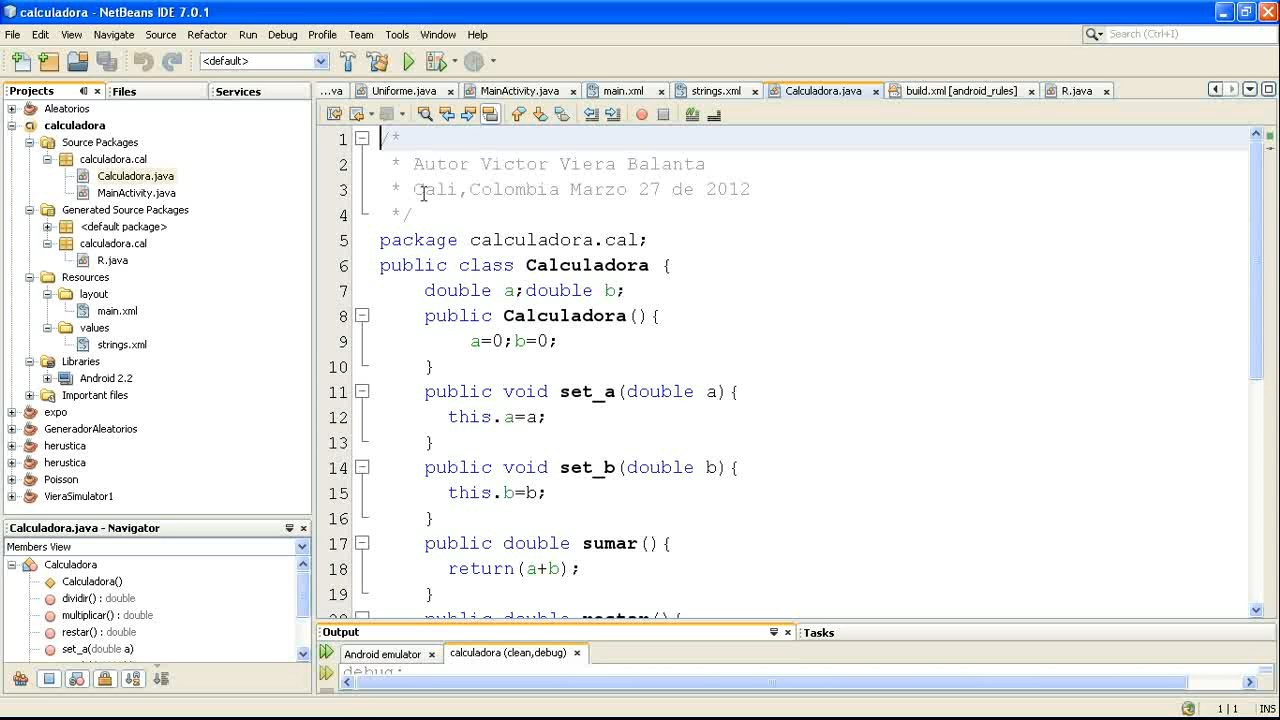 calculadora - NetBeans IDE 7.0.1
File Edit View Navigate Source Refactor Run Debug Profile Team Tools Window Help
Search (Ctrl+I)
<default>
Projects Files Services
Aleatorios
calculadora
Source Packages
calculadora.cal
Calculadora.java
MainActivity.java
Generated Source Packages
<default package>
calculadora.cal
R.java
Resources
layout
main.xml
values
strings.xml
Libraries
Android 2.2
Important files
expo
GeneradorAleatorios
herustica
herustica
Poisson
VieraSimulator1
Calculadora.java - Navigator
Members View
Calculadora
Calculadora()
dividir() : double
multiplicar() : double
restar() : double
set_a(double a)
...va Uniforme.java MainActivity.java main.xml strings.xml Calculadora.java build.xml [android_rules] R.java
1 /*
2 * Autor Victor Viera Balanta
3 * Cali,Colombia Marzo 27 de 2012
4 */
5 package calculadora.cal;
6 public class Calculadora {
7 double a;double b;
8 public Calculadora(){
9 a=0;b=0;
10 }
11 public void set_a(double a){
12 this.a=a;
13 }
14 public void set_b(double b){
15 this.b=b;
16 }
17 public double sumar(){
18 return(a+b);
19 }
20 public double restar(){
Output Tasks
Android emulator calculadora (clean,debug)
debug:
1 | 1 INS